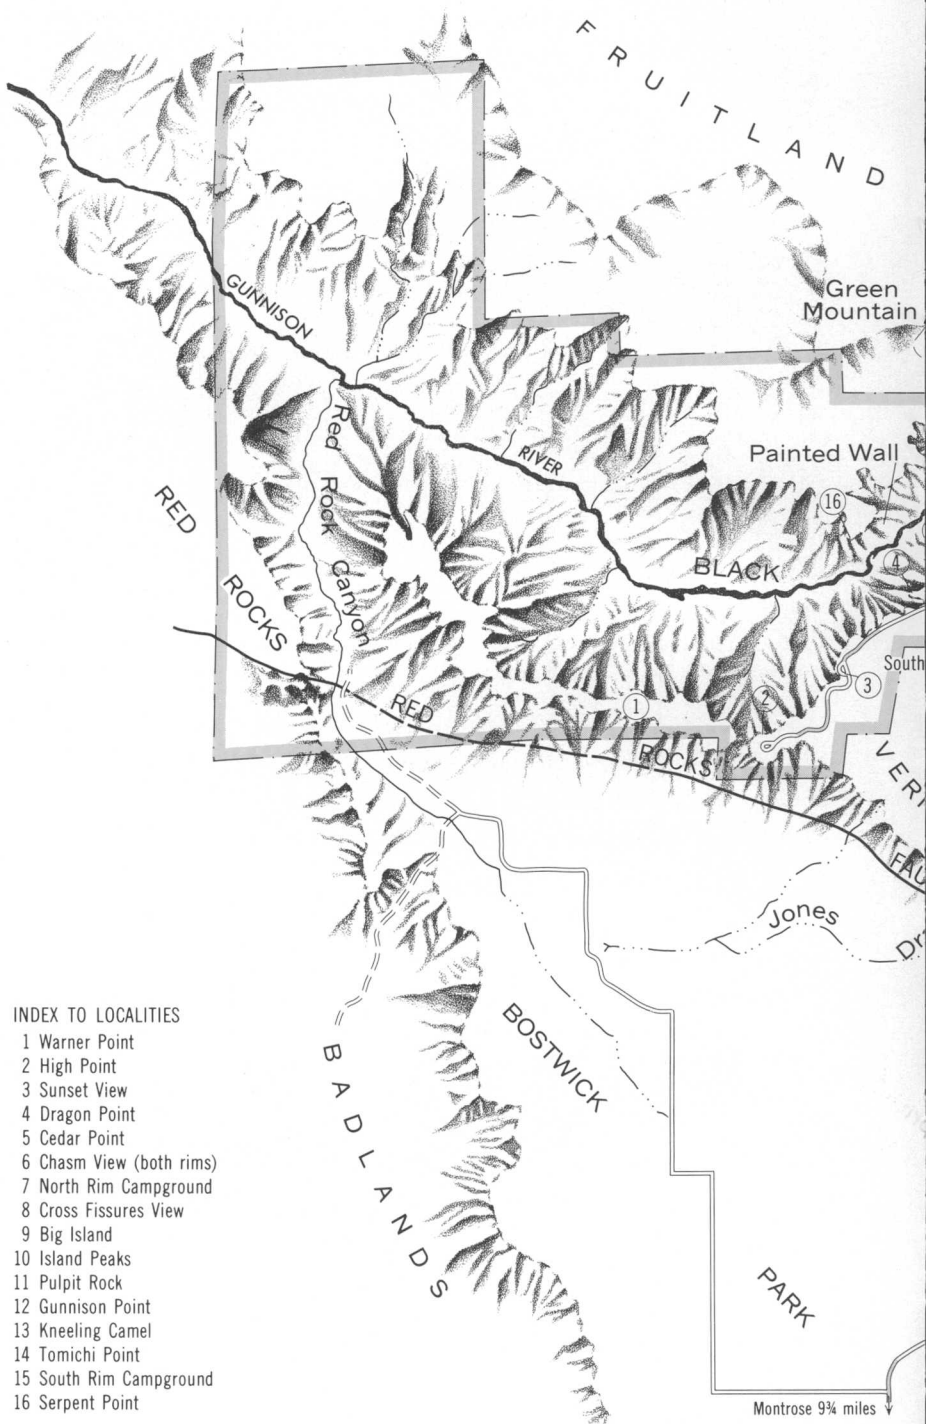 FRUITLAND
Green
Mountain
GUNNISON
RIVER
Painted Wall
16
Red Rock Canyon
RED
ROCKS
BLACK
4
South
3
RED
1
2
ROCKS
VER
FAU
Jones
Dr
BOSTWICK
BADLANDS
PARK
INDEX TO LOCALITIES
1 Warner Point
2 High Point
3 Sunset View
4 Dragon Point
5 Cedar Point
6 Chasm View (both rims)
7 North Rim Campground
8 Cross Fissures View
9 Big Island
10 Island Peaks
11 Pulpit Rock
12 Gunnison Point
13 Kneeling Camel
14 Tomichi Point
15 South Rim Campground
16 Serpent Point
Montrose 9¾ miles